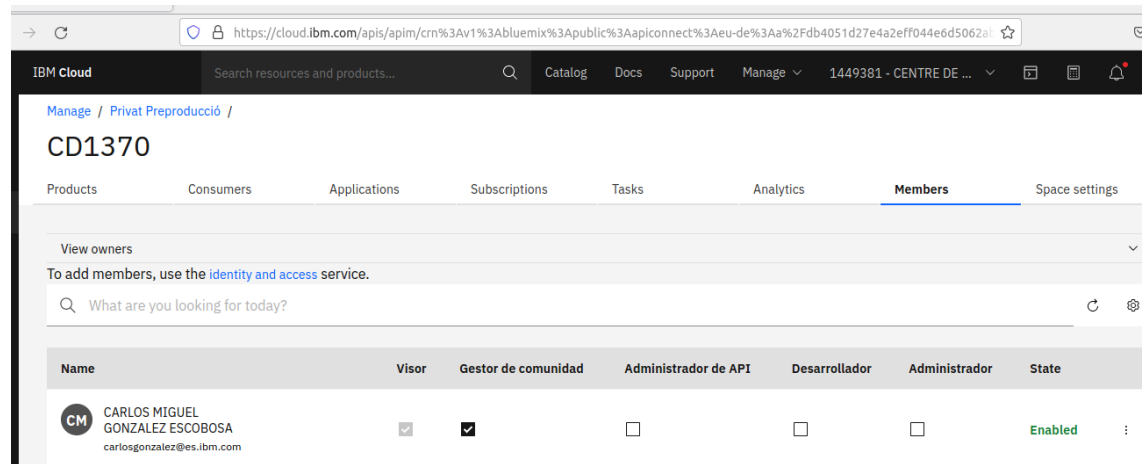 https://cloud.ibm.com/apis/apim/crn%3Av1%3Abluemix%3Apublic%3Aapiconnect%3Aeu-de%3Aa%2Fdb4051d27e4a2eff044e6d5062ab
IBM Cloud Search resources and products... Catalog Docs Support Manage 1449381 - CENTRE DE ...
Manage / Privat Preproducció /
CD1370
Products Consumers Applications Subscriptions Tasks Analytics Members Space settings
View owners
To add members, use the identity and access service.
What are you looking for today?
Name Visor Gestor de comunidad Administrador de API Desarrollador Administrador State
CM CARLOS MIGUEL
GONZALEZ ESCOBOSA Enabled
carlosgonzalez@es.ibm.com